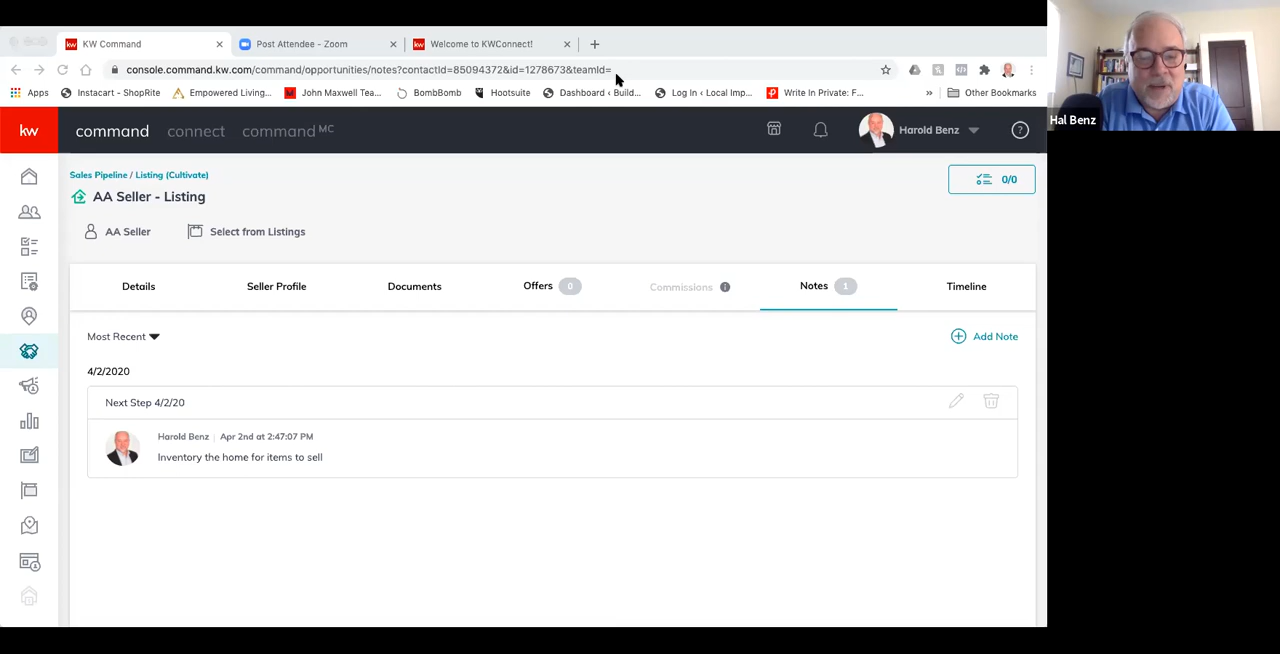 KW Command
Post Attendee - Zoom
Welcome to KWConnect!
console.command.kw.com/command/opportunities/notes?contactId=85094372&id=1278673&teamId=
Apps
Instacart - ShopRite
Empowered Living...
John Maxwell Tea...
BombBomb
Hootsuite
Dashboard ‹ Build...
Log In ‹ Local Imp...
Write In Private: F...
»
Other Bookmarks
Hal Benz
kw
command
connect
command MC
Harold Benz
?
Sales Pipeline / Listing (Cultivate)
0/0
AA Seller - Listing
AA Seller
Select from Listings
Details
Seller Profile
Documents
Offers 0
Commissions i
Notes 1
Timeline
Most Recent
Add Note
4/2/2020
Next Step 4/2/20
Harold Benz | Apr 2nd at 2:47:07 PM
Inventory the home for items to sell